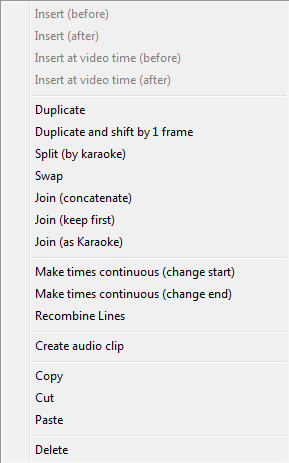 Insert (before)
Insert (after)
Insert at video time (before)
Insert at video time (after)
Duplicate
Duplicate and shift by 1 frame
Split (by karaoke)
Swap
Join (concatenate)
Join (keep first)
Join (as Karaoke)
Make times continuous (change start)
Make times continuous (change end)
Recombine Lines
Create audio clip
Copy
Cut
Paste
Delete